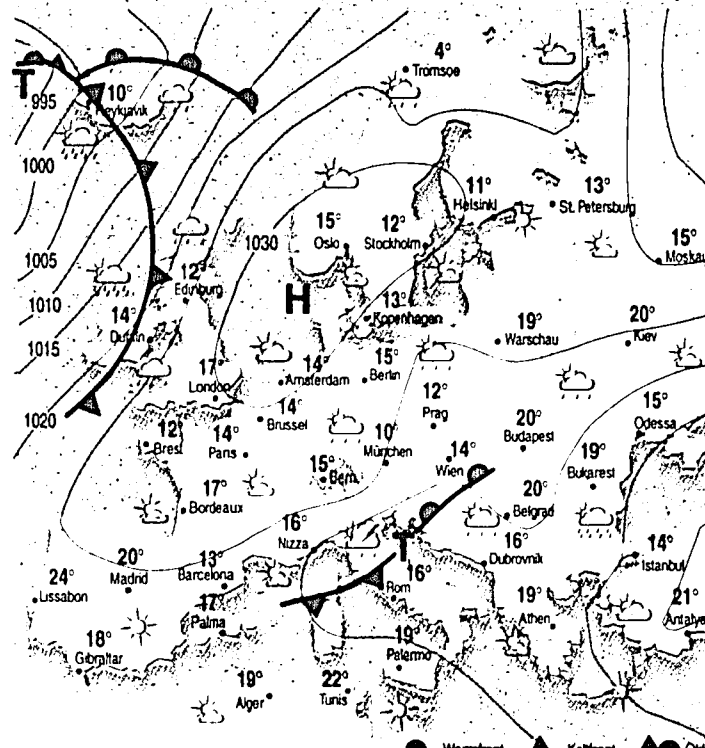 4°
Tromsoe
T
995
10°
Reykjavik
1000
11°
Helsinki
13°
St. Petersburg
1030
15°
Oslo
12°
Stockholm
15°
Moskau
1005
12°
Edinburg
H
1010
13°
Kopenhagen
14°
Dublin
19°
Warschau
20°
Kiev
1015
17°
London
14°
Amsterdam
15°
Berlin
1020
14°
Brussel
12°
Prag
15°
Odessa
12°
Brest
14°
Paris
10°
München
20°
Budapest
14°
Wien
15°
Bern
19°
Bukarest
17°
Bordeaux
20°
Belgrad
16°
Nizza
T
16°
Dubrovnik
14°
Istanbul
24°
Lissabon
20°
Madrid
13°
Barcelona
16°
Rom
17°
Palma
19°
Athen
21°
Antalya
18°
Gibraltar
19°
Palermo
19°
Alger
22°
Tunis
Warmfront
Kaltfront